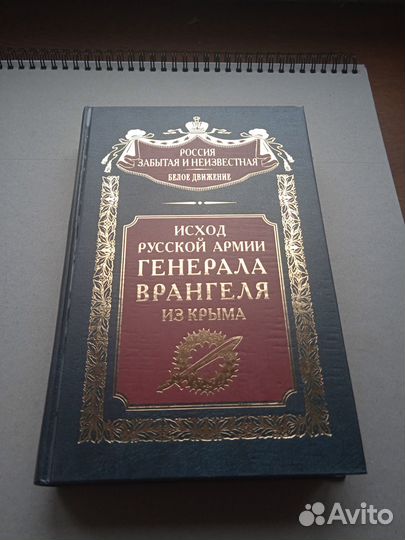 РОССИЯ
ЗАБЫТАЯ И НЕИЗВЕСТНАЯ
БЕЛОЕ ДВИЖЕНИЕ
ИСХОД
РУССКОЙ АРМИИ
ГЕНЕРАЛА
ВРАНГЕЛЯ
ИЗ КРЫМА
Avito